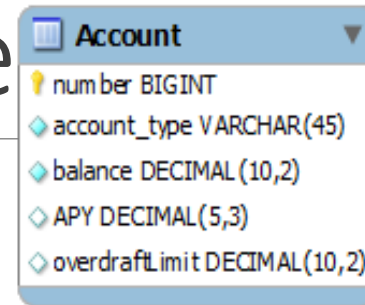 e
Account
number BIGINT
account_type VARCHAR(45)
balance DECIMAL(10,2)
APY DECIMAL(5,3)
overdraftLimit DECIMAL(10,2)